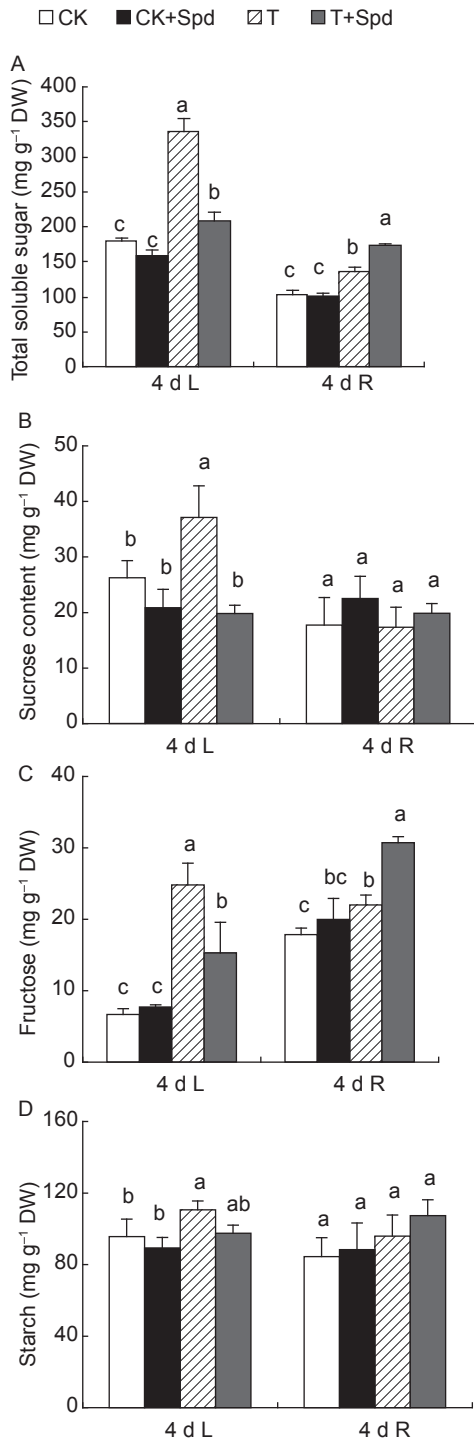 CK CK+Spd T T+Spd
A
Total soluble sugar (mg g⁻¹ DW)
400
350
300
250
200
150
100
50
0
c c a b
c c b a
4 d L 4 d R
B
Sucrose content (mg g⁻¹ DW)
50
40
30
20
10
0
b b a b
a a a a
4 d L 4 d R
C
Fructose (mg g⁻¹ DW)
40
30
20
10
0
c c a b
c bc b a
4 d L 4 d R
D
Starch (mg g⁻¹ DW)
160
120
80
40
0
b b a ab
a a a a
4 d L 4 d R